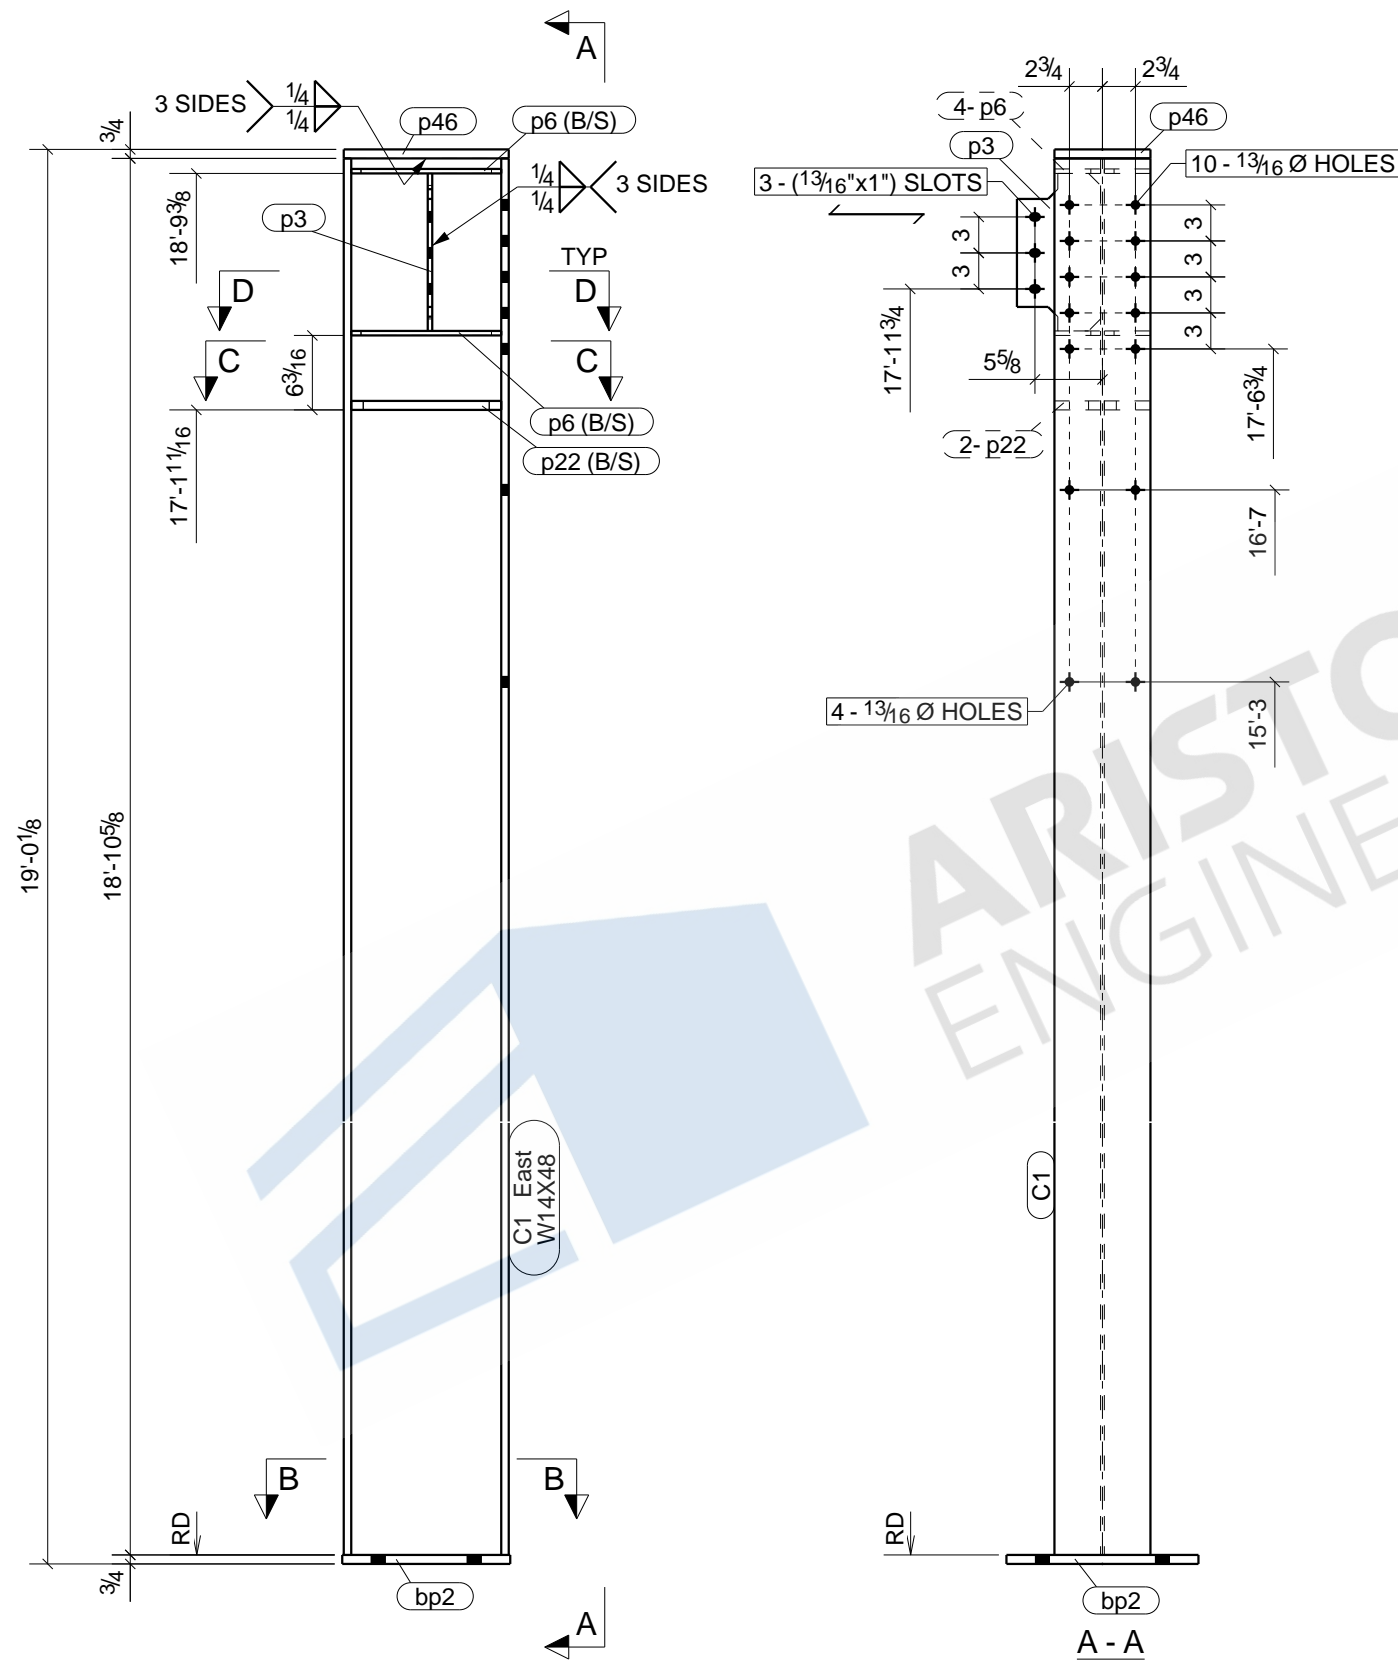 A
3 SIDES
1/4
1/4
p46
p6 (B/S)
3/4
1/4
1/4
3 SIDES
18'-9 3/8
p3
TYP
D
D
C
C
6 3/16
p6 (B/S)
p22 (B/S)
17'-1 11/16
19'-0 1/8
18'-10 5/8
C1 East
W14X48
B
B
RD
3/4
bp2
A
2 3/4
2 3/4
4- p6
p46
p3
10 - 13/16 Ø HOLES
3 - (13/16"x1") SLOTS
3
3
3
3
3
3
17'-11 3/4
5 5/8
17'-6 3/4
2- p22
16'-7
4 - 13/16 Ø HOLES
15'-3
C1
RD
bp2
A - A